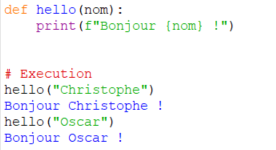 def hello(nom):
    print(f"Bonjour {nom} !")
# Execution
hello("Christophe")
Bonjour Christophe !
hello("Oscar")
Bonjour Oscar !